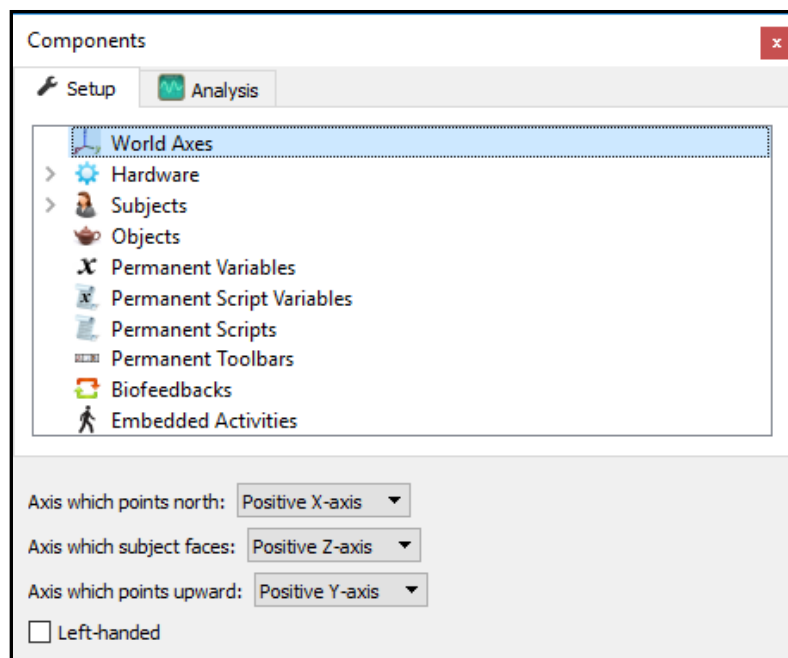 Components
x
Setup Analysis
World Axes
Hardware
Subjects
Objects
x Permanent Variables
x Permanent Script Variables
Permanent Scripts
Permanent Toolbars
Biofeedbacks
Embedded Activities
Axis which points north: Positive X-axis
Axis which subject faces: Positive Z-axis
Axis which points upward: Positive Y-axis
Left-handed